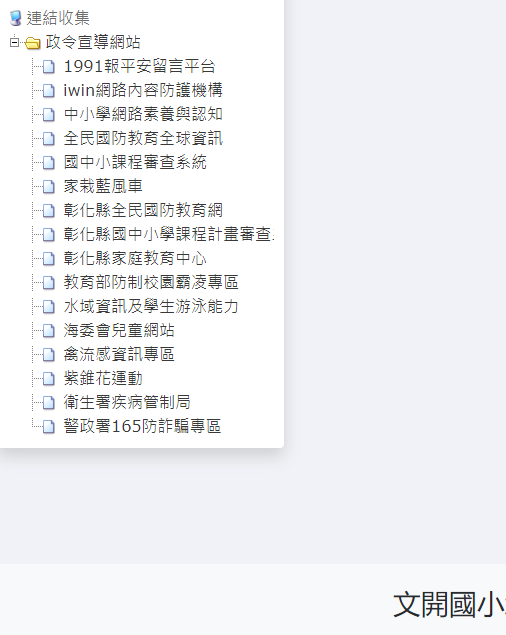 連結收集
政令宣導網站
1991報平安留言平台
iwin網路內容防護機構
中小學網路素養與認知
全民國防教育全球資訊
國中小課程審查系統
家栽藍風車
彰化縣全民國防教育網
彰化縣國中小學課程計畫審查
彰化縣家庭教育中心
教育部防制校園霸凌專區
水域資訊及學生游泳能力
海委會兒童網站
禽流感資訊專區
紫錐花運動
衛生署疾病管制局
警政署165防詐騙專區
文開國小